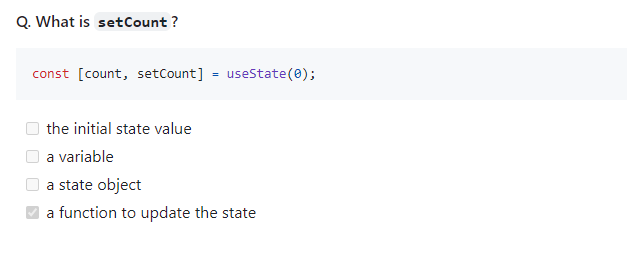 Q. What is setCount?
const [count, setCount] = useState(0);
the initial state value
a variable
a state object
a function to update the state